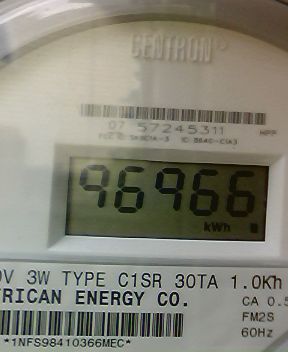 CENTRON
07 57245311 HPP
96966
kWh
0V 3W TYPE C1SR 30TA 1.0Kh
RICAN ENERGY CO. CA 0.5
FM2S
60Hz
*1NFS98410366MEC*